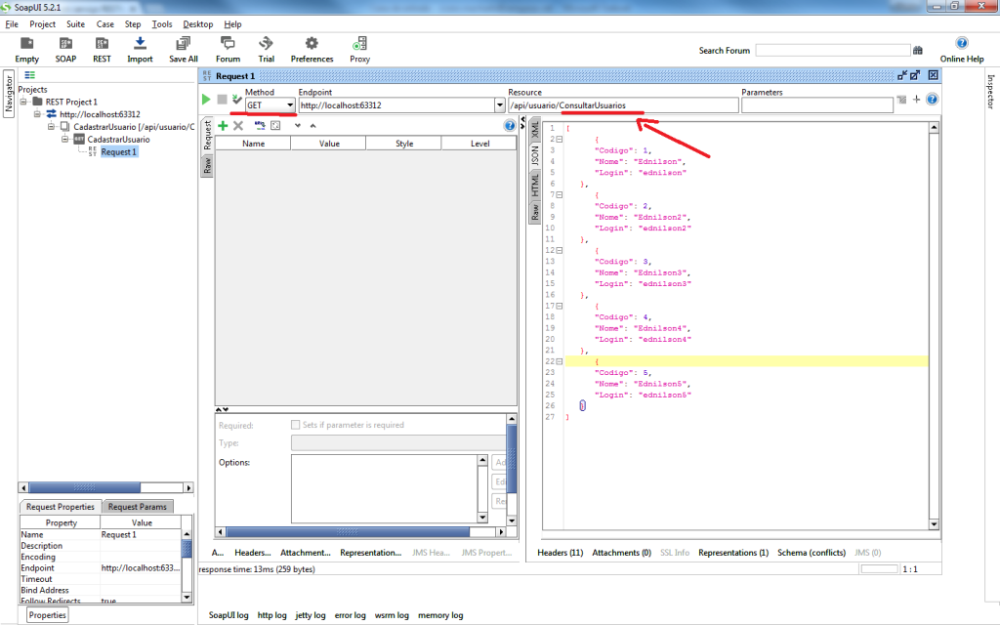 SoapUI 5.2.1
File Project Suite Case Step Tools Desktop Help
Empty SOAP REST Import Save All Forum Trial Preferences Proxy
Search Forum
Online Help
Navigator
Projects
REST Project 1
http://localhost:63312
CadastrarUsuario [/api/usuario/C
CadastrarUsuario
Request 1
Request Properties Request Params
Property Value
Name Request 1
Description
Encoding
Endpoint http://localhost:633...
Timeout
Bind Address
Follow Redirects true
Properties
Request 1
Method Endpoint Resource Parameters
GET http://localhost:63312 /api/usuario/ConsultarUsuarios
Request
Raw
Name Value Style Level
Required: Sets if parameter is required
Type:
Options:
Ad
Edi
Re
A... Headers... Attachment... Representation... JMS Hea... JMS Propert...
XML
JSON
HTML
Raw
1 [
2 {
3 "Codigo": 1,
4 "Nome": "Ednilson",
5 "Login": "ednilson"
6 },
7 {
8 "Codigo": 2,
9 "Nome": "Ednilson2",
10 "Login": "ednilson2"
11 },
12 {
13 "Codigo": 3,
14 "Nome": "Ednilson3",
15 "Login": "ednilson3"
16 },
17 {
18 "Codigo": 4,
19 "Nome": "Ednilson4",
20 "Login": "ednilson4"
21 },
22 {
23 "Codigo": 5,
24 "Nome": "Ednilson5",
25 "Login": "ednilson5"
26 }
27 ]
Headers (11) Attachments (0) SSL Info Representations (1) Schema (conflicts) JMS (0)
response time: 13ms (259 bytes)
1 : 1
Inspector
SoapUI log http log jetty log error log wsrm log memory log